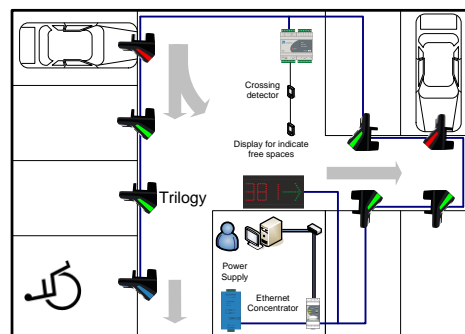 Crossing
detector
Display for indicate
free spaces
Trilogy
381→
Power
Supply
Ethernet
Concentrator